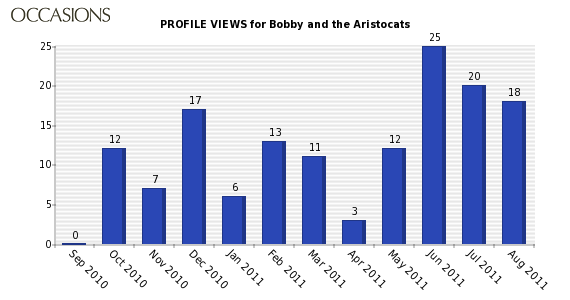 OCCASIONS
PROFILE VIEWS for Bobby and the Aristocats
25
20
15
10
5
0
0
12
7
17
6
13
11
3
12
25
20
18
Sep 2010
Oct 2010
Nov 2010
Dec 2010
Jan 2011
Feb 2011
Mar 2011
Apr 2011
May 2011
Jun 2011
Jul 2011
Aug 2011